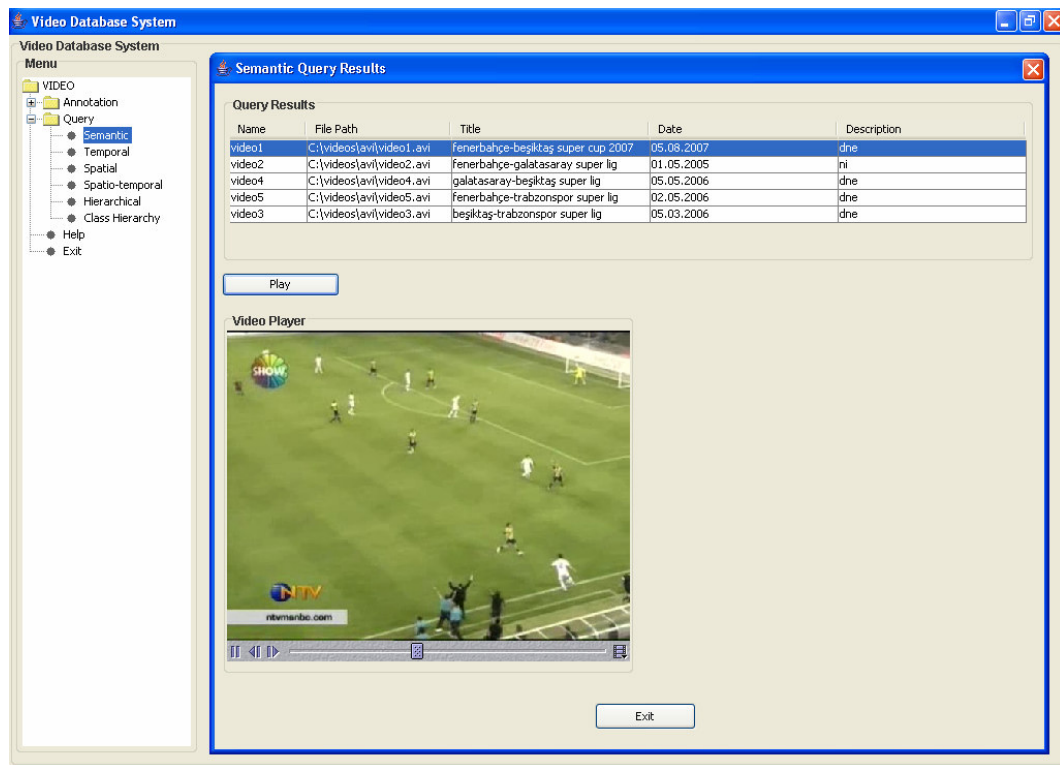 Video Database System
Video Database System
Menu
VIDEO
Annotation
Query
Semantic
Temporal
Spatial
Spatio-temporal
Hierarchical
Class Hierarchy
Help
Exit
Semantic Query Results
Query Results
Name File Path Title Date Description
video1 C:\videos\avi\video1.avi fenerbahçe-beşiktaş super cup 2007 05.08.2007 dne
video2 C:\videos\avi\video2.avi fenerbahçe-galatasaray super lig 01.05.2005 ni
video4 C:\videos\avi\video4.avi galatasaray-beşiktaş super lig 05.05.2006 dne
video5 C:\videos\avi\video5.avi fenerbahçe-trabzonspor super lig 02.05.2006 dne
video3 C:\videos\avi\video3.avi beşiktaş-trabzonspor super lig 05.03.2006 dne
Play
Video Player
SHOW
NTV
ntvmsnbc.com
Exit